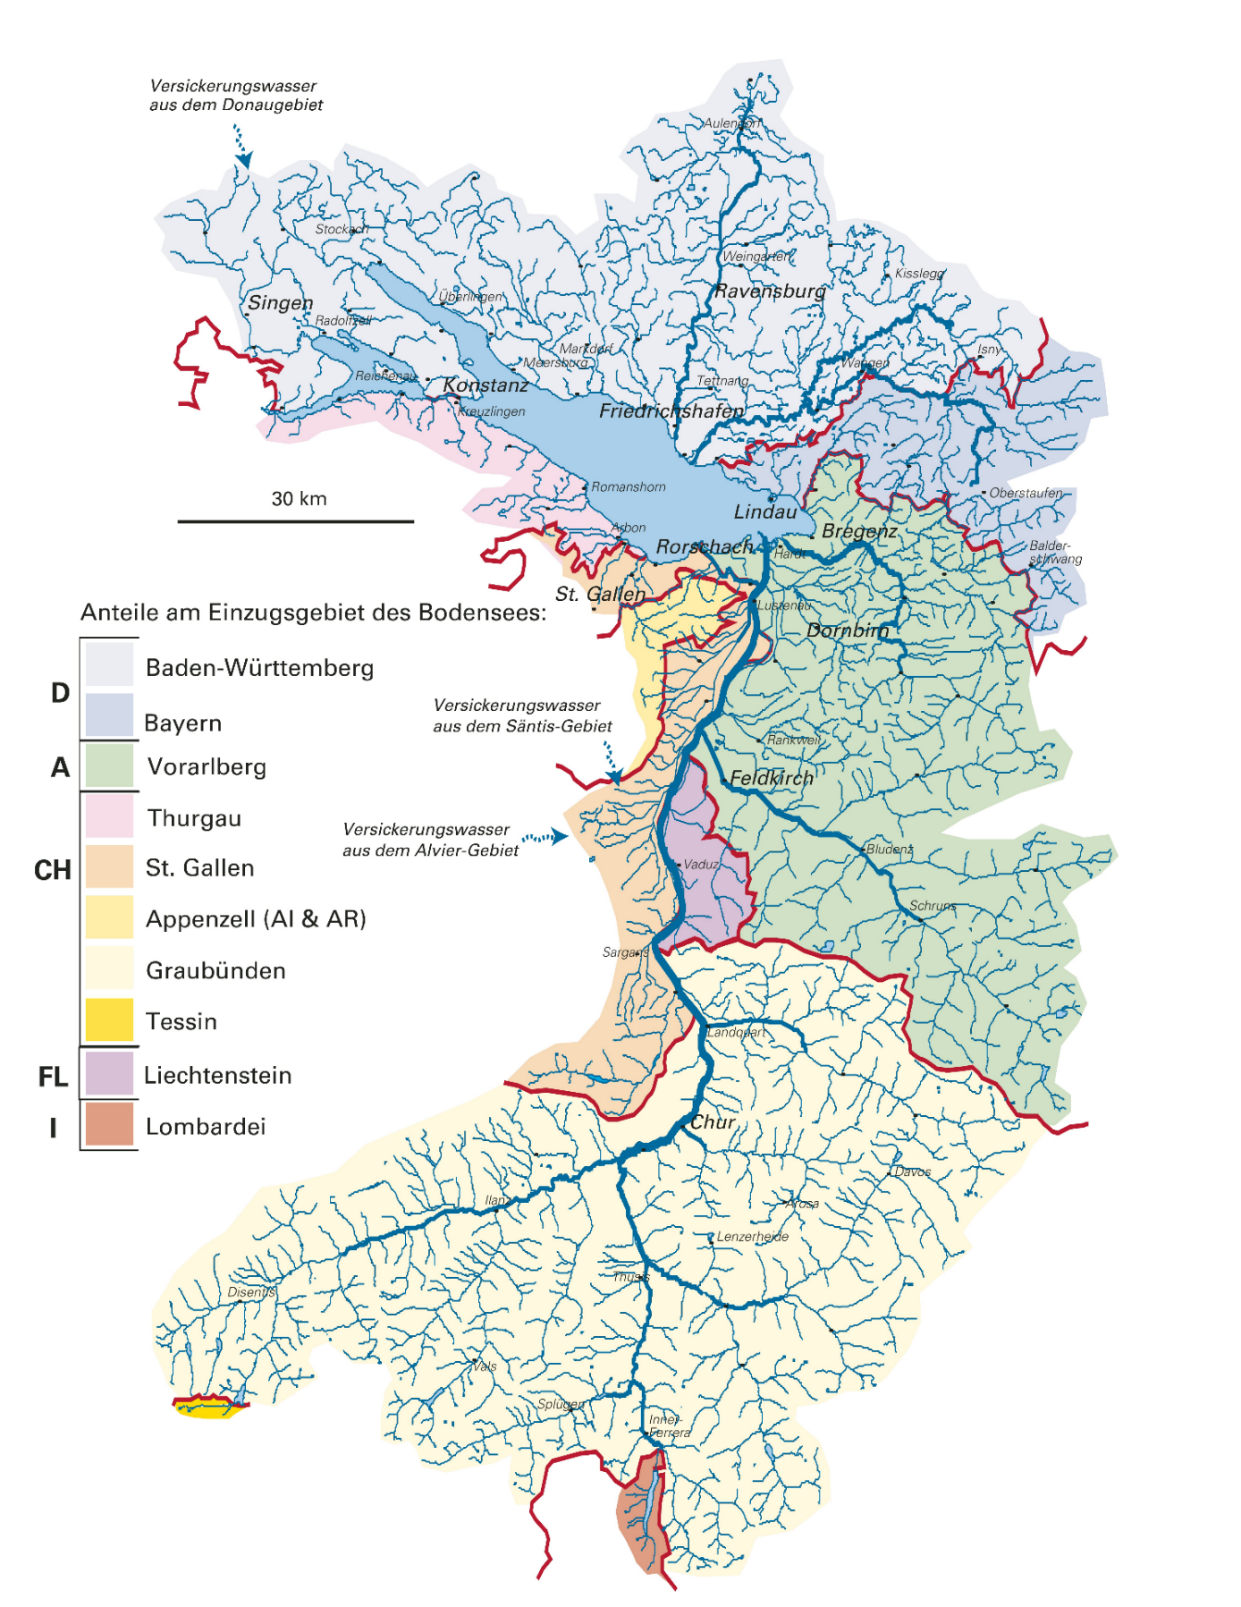 Versickerungswasser
aus dem Donaugebiet
Aulendorf
Stockach
Weingarten
Kisslegg
Singen
Überlingen
Ravensburg
Radolfzell
Markdorf
Meersburg
Wangen
Isny
Reichenau
Konstanz
Tettnang
Kreuzlingen
Friedrichshafen
30 km
Romanshorn
Lindau
Oberstaufen
Arbon
Bregenz
Rorschach
Hardt
Balder-
schwang
St. Gallen
Lustenau
Dornbirn
Anteile am Einzugsgebiet des Bodensees:
D
Baden-Württemberg
Bayern
A
Vorarlberg
CH
Thurgau
St. Gallen
Appenzell (AI & AR)
Graubünden
Tessin
FL
Liechtenstein
I
Lombardei
Versickerungswasser
aus dem Säntis-Gebiet
Rankweil
Feldkirch
Versickerungswasser
aus dem Alvier-Gebiet
Bludenz
Vaduz
Schruns
Sargans
Landquart
Chur
Davos
Ilanz
Arosa
Lenzerheide
Thusis
Disentis
Vals
Splügen
Inner-
Ferrera